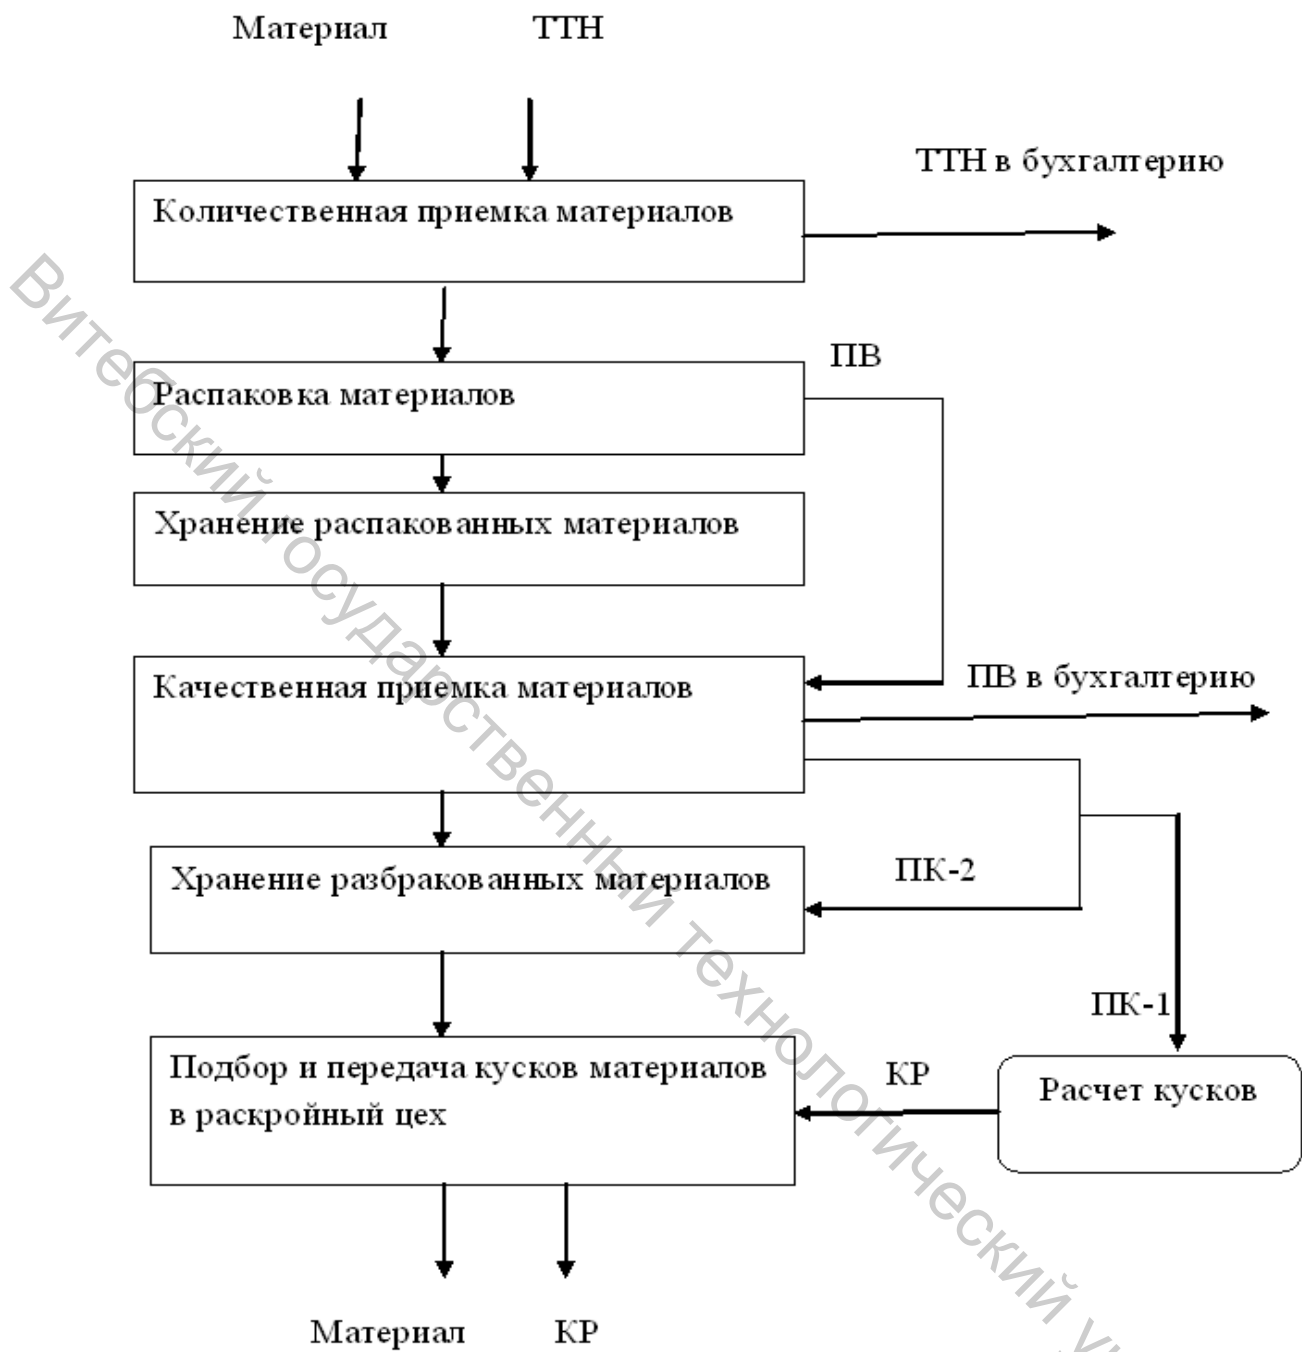 Материал ТТН
ТТН в бухгалтерию
Количественная приемка материалов
ПВ
Распаковка материалов
Хранение распакованных материалов
Качественная приемка материалов
ПВ в бухгалтерию
Хранение разбракованных материалов
ПК-2
ПК-1
Подбор и передача кусков материалов
в раскройный цех
КР
Расчет кусков
Материал КР
Витебский государственный технологический